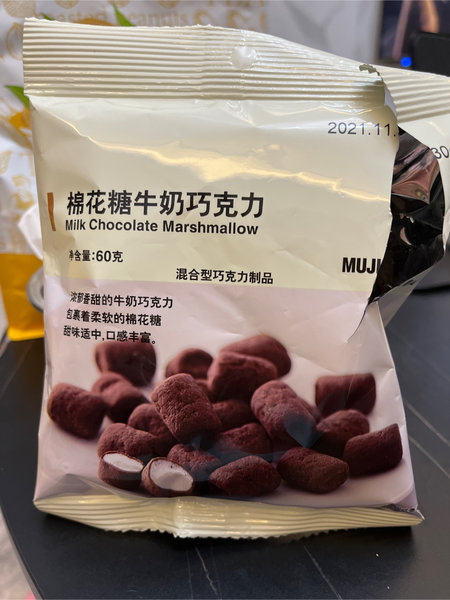 2021.11
30
棉花糖牛奶巧克力
Milk Chocolate Marshmallow
净含量:60克
混合型巧克力制品
MUJI
浓郁香甜的牛奶巧克力
包裹着柔软的棉花糖
甜味适中,口感丰富。